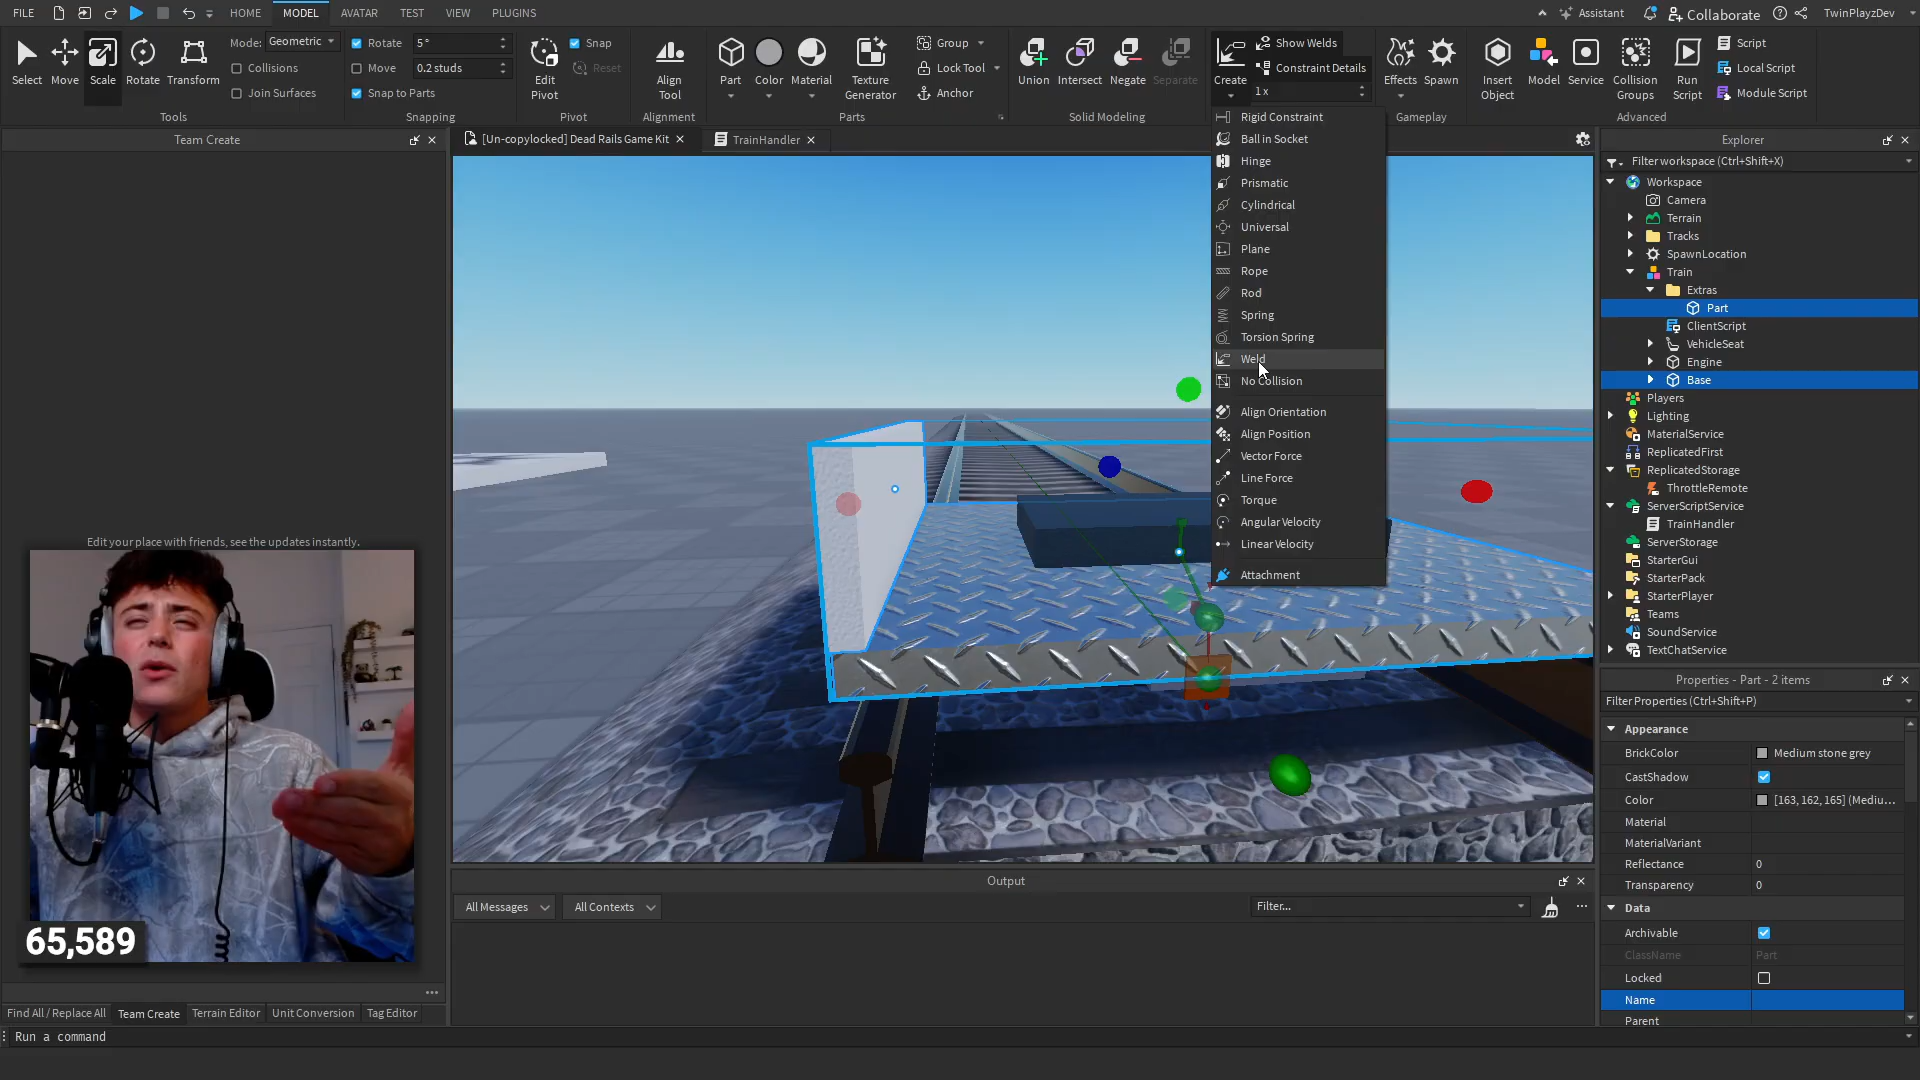 FILE
HOME
MODEL
AVATAR
TEST
VIEW
PLUGINS
Assistant
Collaborate
TwinPlayzDev
Select
Move
Scale
Rotate
Transform
Mode:
Geometric
Collisions
Join Surfaces
Tools
Rotate
5°
Move
0.2 studs
Snap to Parts
Snapping
Edit
Pivot
Snap
Reset
Pivot
Align
Tool
Alignment
Part
Color
Material
Texture
Generator
Group
Lock Tool
Anchor
Parts
Union
Intersect
Negate
Separate
Solid Modeling
Create
Show Welds
Constraint Details
1 x
Effects
Spawn
Gameplay
Insert
Object
Model
Service
Collision
Groups
Run
Script
Script
Local Script
Module Script
Advanced
Team Create
[Un-copylocked] Dead Rails Game Kit
TrainHandler
Rigid Constraint
Ball in Socket
Hinge
Prismatic
Cylindrical
Universal
Plane
Rope
Rod
Spring
Torsion Spring
Weld
No Collision
Align Orientation
Align Position
Vector Force
Line Force
Torque
Angular Velocity
Linear Velocity
Attachment
Explorer
Filter workspace (Ctrl+Shift+X)
Workspace
Camera
Terrain
Tracks
SpawnLocation
Train
Extras
Part
ClientScript
VehicleSeat
Engine
Base
Players
Lighting
MaterialService
ReplicatedFirst
ReplicatedStorage
ThrottleRemote
ServerScriptService
TrainHandler
ServerStorage
StarterGui
StarterPack
StarterPlayer
Teams
SoundService
TextChatService
Properties - Part - 2 items
Filter Properties (Ctrl+Shift+P)
Appearance
BrickColor Medium stone grey
CastShadow
Color [163, 162, 165] (Mediu...
Material
MaterialVariant
Reflectance 0
Transparency 0
Data
Archivable
ClassName Part
Locked
Name
Parent
Edit your place with friends, see the updates instantly.
65,589
Output
All Messages
All Contexts
Filter...
Find All / Replace All
Team Create
Terrain Editor
Unit Conversion
Tag Editor
Run a command